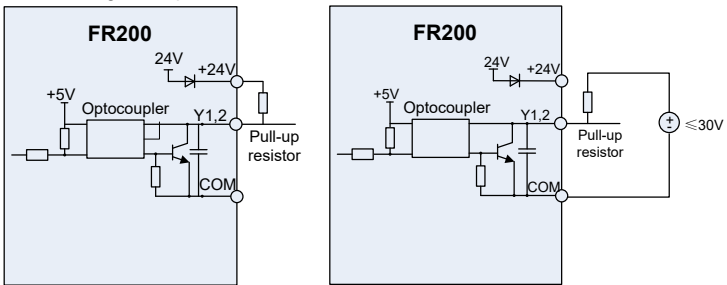 FR200
24V
+24V
+5V
Optocoupler
Y1,2
Pull-up
resistor
COM
FR200
24V
+24V
+5V
Optocoupler
Y1,2
Pull-up
resistor
+
-
≤30V
COM